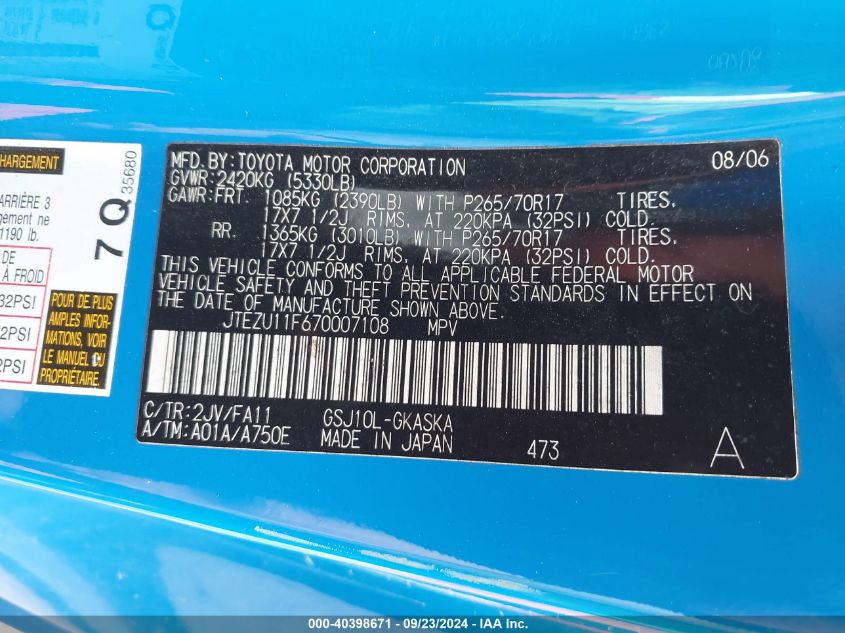 CHARGEMENT
ARRIÈRE 3
gement ne
1190 lb.
DE
À FROID
32PSI
2PSI
2PSI
POUR DE PLUS
AMPLES INFOR-
MATIONS, VOIR
LE MANUEL DU
PROPRIÉTAIRE.
7 Q 35680
MFD. BY: TOYOTA MOTOR CORPORATION 08/06
GVWR: 2420KG (5330LB)
GAWR: FRT. 1085KG (2390LB) WITH P265/70R17 TIRES,
17X7 1/2J RIMS, AT 220KPA (32PSI) COLD.
RR. 1365KG (3010LB) WITH P265/70R17 TIRES,
17X7 1/2J RIMS, AT 220KPA (32PSI) COLD.
THIS VEHICLE CONFORMS TO ALL APPLICABLE FEDERAL MOTOR
VEHICLE SAFETY AND THEFT PREVENTION STANDARDS IN EFFECT ON
THE DATE OF MANUFACTURE SHOWN ABOVE.
JTEZU11F670007108 MPV
C/TR: 2JV/FA11 GSJ10L-GKASKA
A/TM: A01A/A750E MADE IN JAPAN 473 A
000-40398671 - 09/23/2024 - IAAI.com